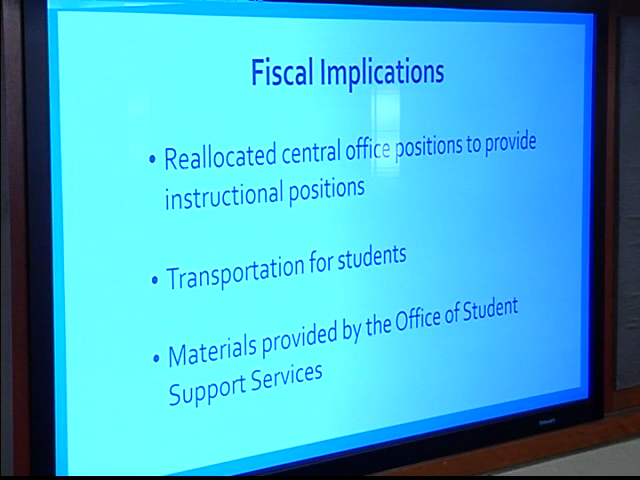 Fiscal Implications
• Reallocated central office positions to provide
instructional positions
• Transportation for students
• Materials provided by the Office of Student
Support Services